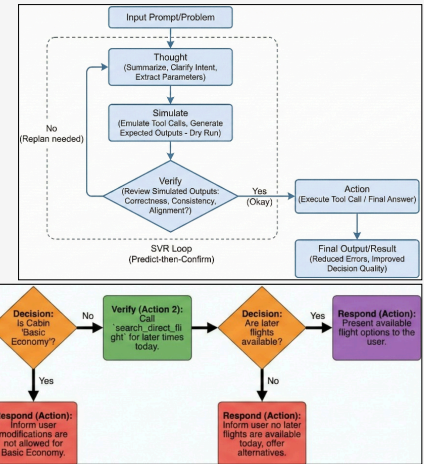 Input Prompt/Problem
Thought
(Summarize, Clarify Intent,
Extract Parameters)
No
(Replan needed)
Simulate
(Emulate Tool Calls, Generate
Expected Outputs - Dry Run)
Verify
(Review Simulated Outputs:
Correctness, Consistency,
Alignment?)
Yes
(Okay)
Action
(Execute Tool Call / Final Answer)
SVR Loop
(Predict-then-Confirm)
Final Output/Result
(Reduced Errors, Improved
Decision Quality)
Decision:
Is Cabin
'Basic
Economy'?
No
Verify (Action 2):
Call
`search_direct_fli
ght` for later times
today.
Decision:
Are later
flights
available?
Yes
Respond (Action):
Present available
flight options to the
user.
Yes
No
espond (Action):
Inform user
modifications are
not allowed for
Basic Economy.
Respond (Action):
Inform user no later
flights are available
today, offer
alternatives.